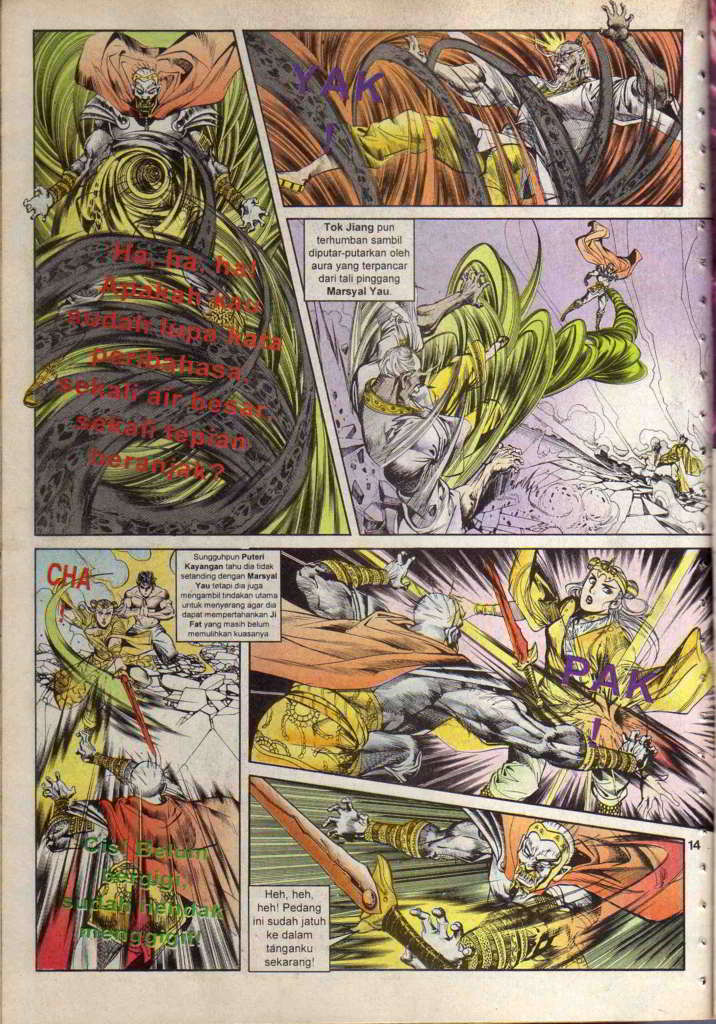 YAK
!
Ha, ha, ha!
Apakah kau
sudah lupa kata
peribahasa,
sekali air besar,
sekali tepian
beranjak?
Tok Jiang pun
terhumban sambil
diputar-putarkan oleh
aura yang terpancar
dari tali pinggang
Marsyal Yau.
CHA
!
Sungguhpun Puteri
Kayangan tahu dia tidak
setanding dengan Marsyal
Yau tetapi dia juga
mengambil tindakan utama
untuk menyerang agar dia
dapat mempertahankan Ji
Fat yang masih belum
memulihkan kuasanya
PAK
!
Cis! Belum
bergigi,
sudah hendak
menggigit!
Heh, heh,
heh! Pedang
ini sudah jatuh
ke dalam
tanganku
sekarang!
14